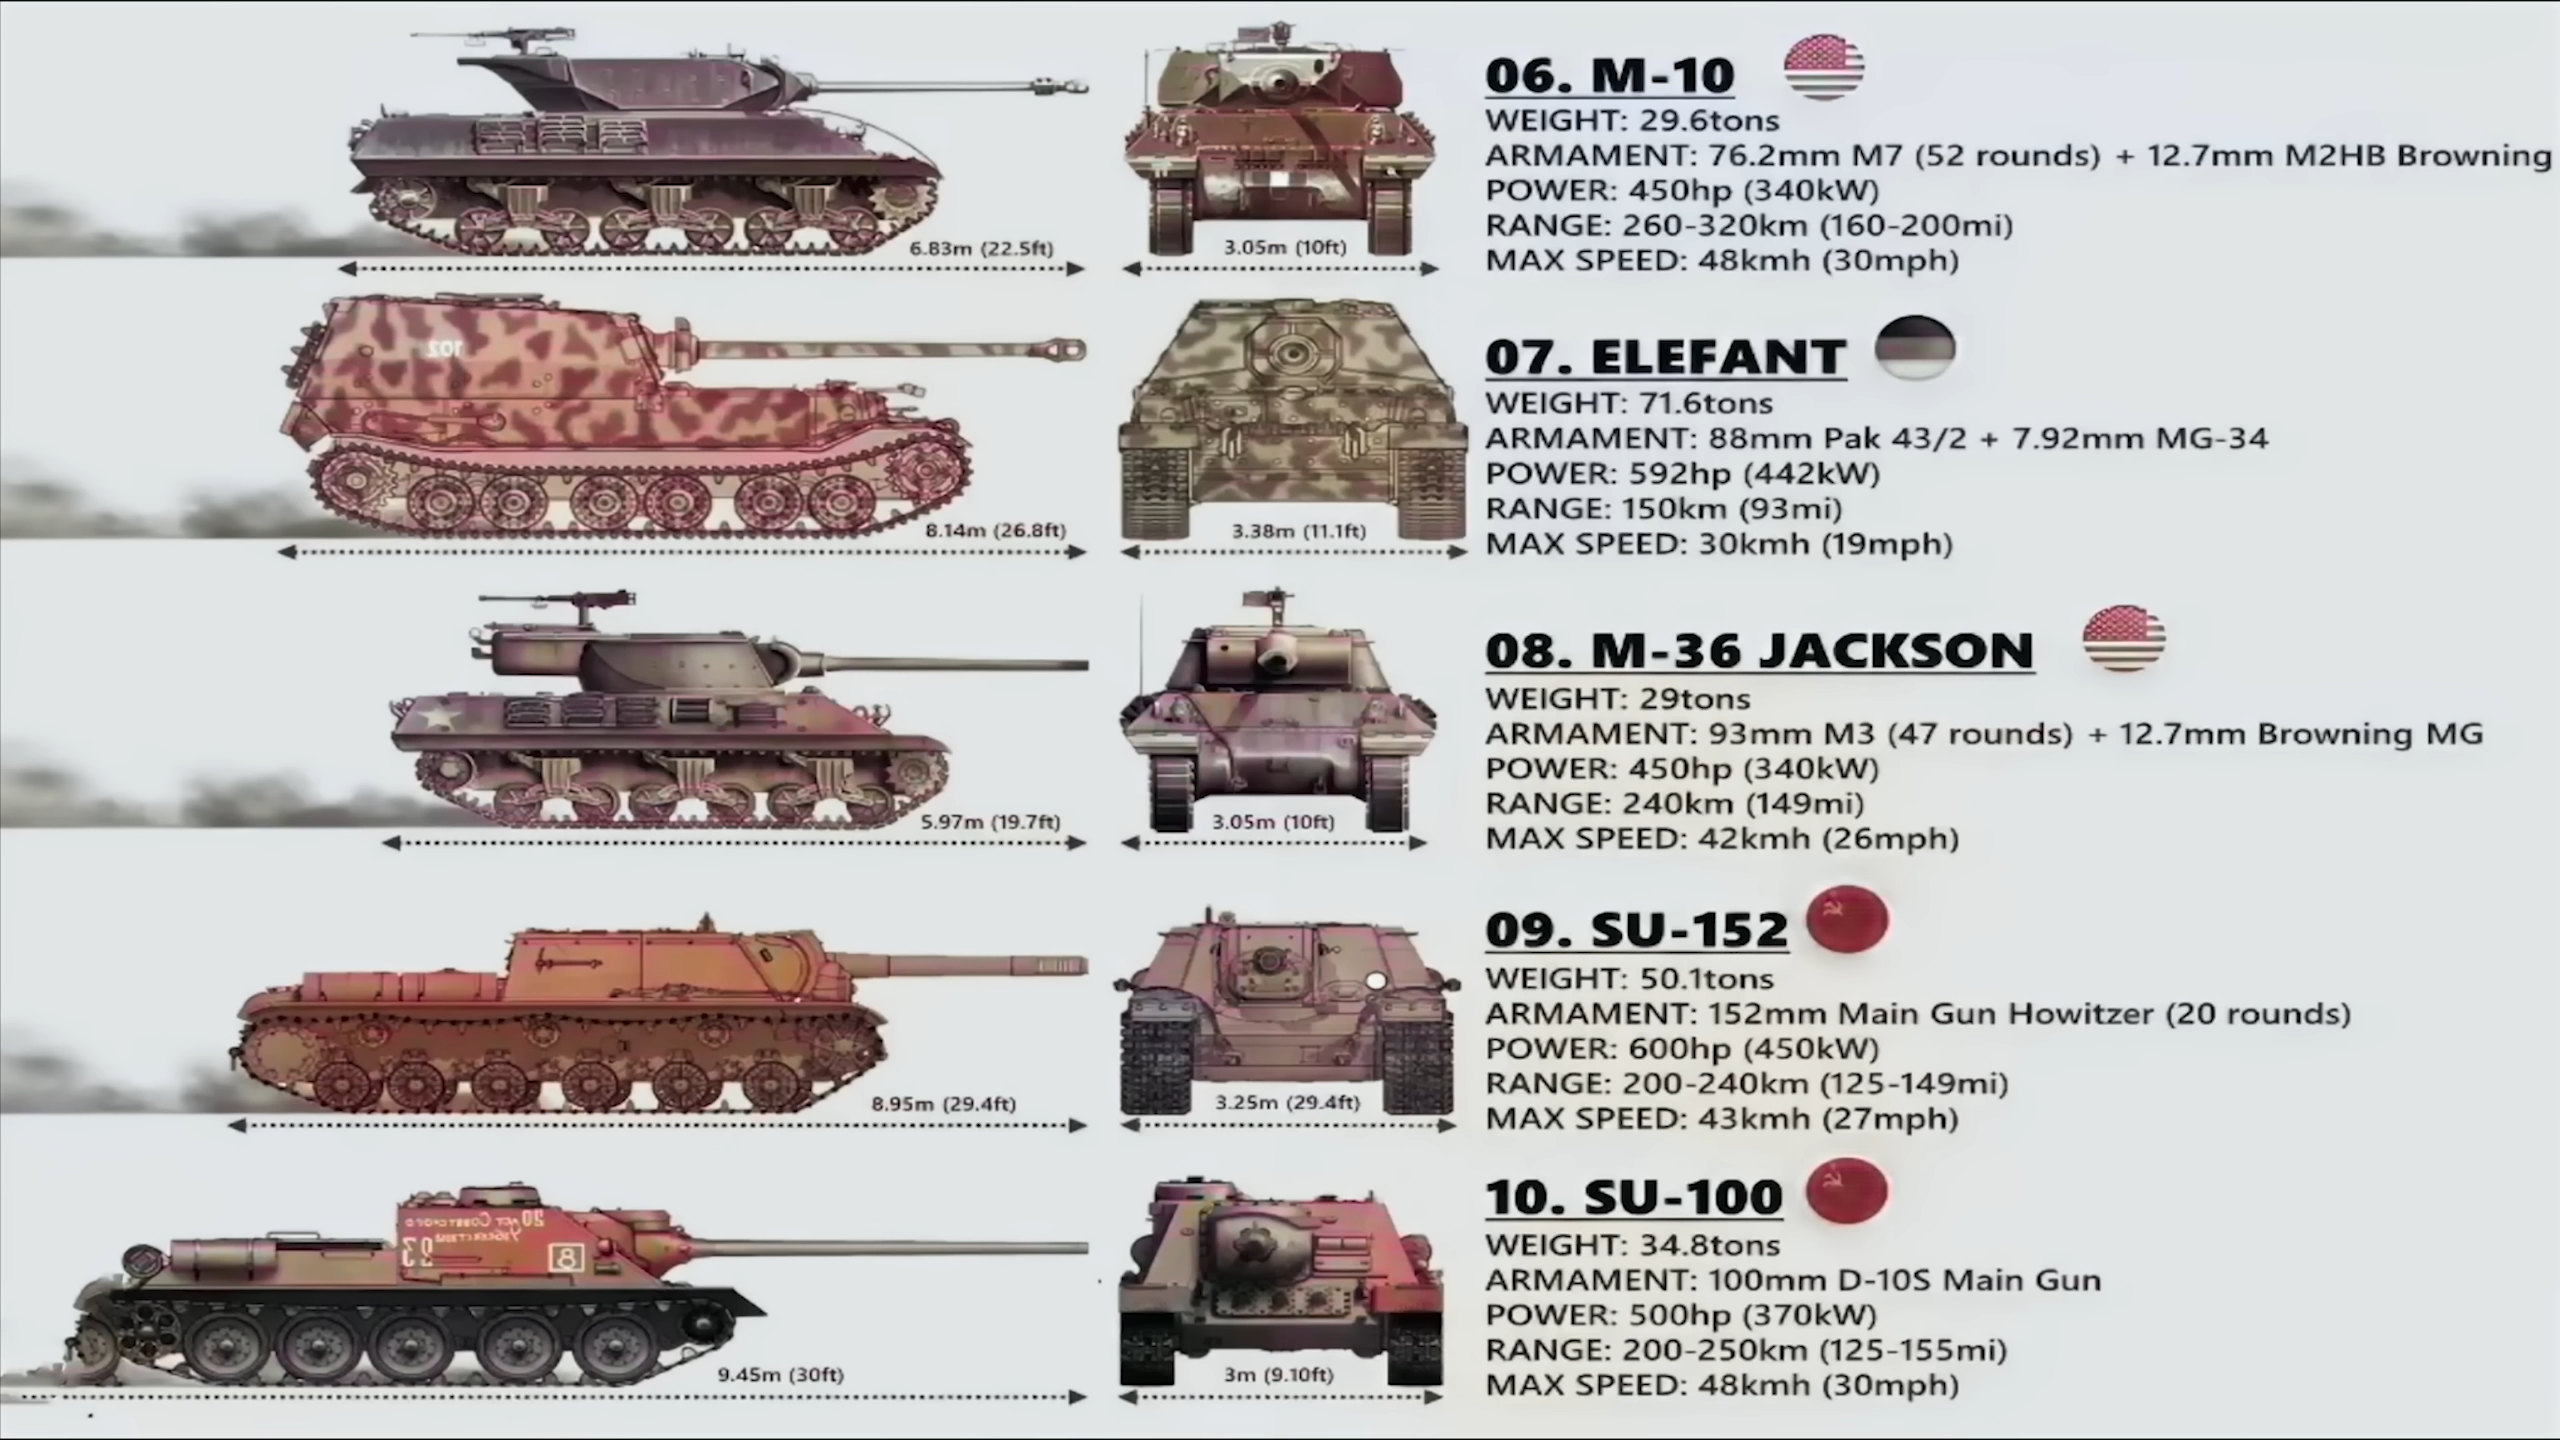 06. M-10
WEIGHT: 29.6tons
ARMAMENT: 76.2mm M7 (52 rounds) + 12.7mm M2HB Browning
POWER: 450hp (340kW)
RANGE: 260-320km (160-200mi)
MAX SPEED: 48kmh (30mph)
6.83m (22.5ft)
3.05m (10ft)
102
07. ELEFANT
WEIGHT: 71.6tons
ARMAMENT: 88mm Pak 43/2 + 7.92mm MG-34
POWER: 592hp (442kW)
RANGE: 150km (93mi)
MAX SPEED: 30kmh (19mph)
8.14m (26.8ft)
3.38m (11.1ft)
08. M-36 JACKSON
WEIGHT: 29tons
ARMAMENT: 93mm M3 (47 rounds) + 12.7mm Browning MG
POWER: 450hp (340kW)
RANGE: 240km (149mi)
MAX SPEED: 42kmh (26mph)
5.97m (19.7ft)
3.05m (10ft)
09. SU-152
WEIGHT: 50.1tons
ARMAMENT: 152mm Main Gun Howitzer (20 rounds)
POWER: 600hp (450kW)
RANGE: 200-240km (125-149mi)
MAX SPEED: 43kmh (27mph)
8.95m (29.4ft)
3.25m (29.4ft)
10. SU-100
WEIGHT: 34.8tons
ARMAMENT: 100mm D-10S Main Gun
POWER: 500hp (370kW)
RANGE: 200-250km (125-155mi)
MAX SPEED: 48kmh (30mph)
20 лет
23
8
9.45m (30ft)
3m (9.10ft)